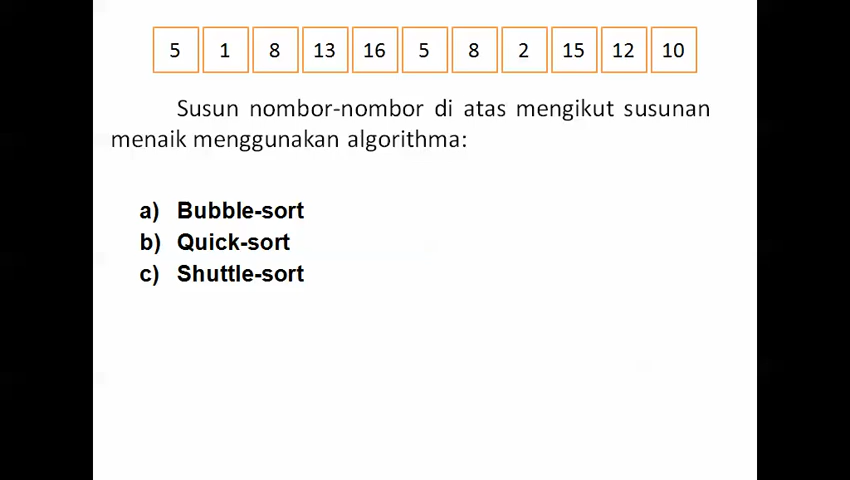 5 1 8 13 16 5 8 2 15 12 10
Susun nombor-nombor di atas mengikut susunan
menaik menggunakan algorithma:
a) Bubble-sort
b) Quick-sort
c) Shuttle-sort